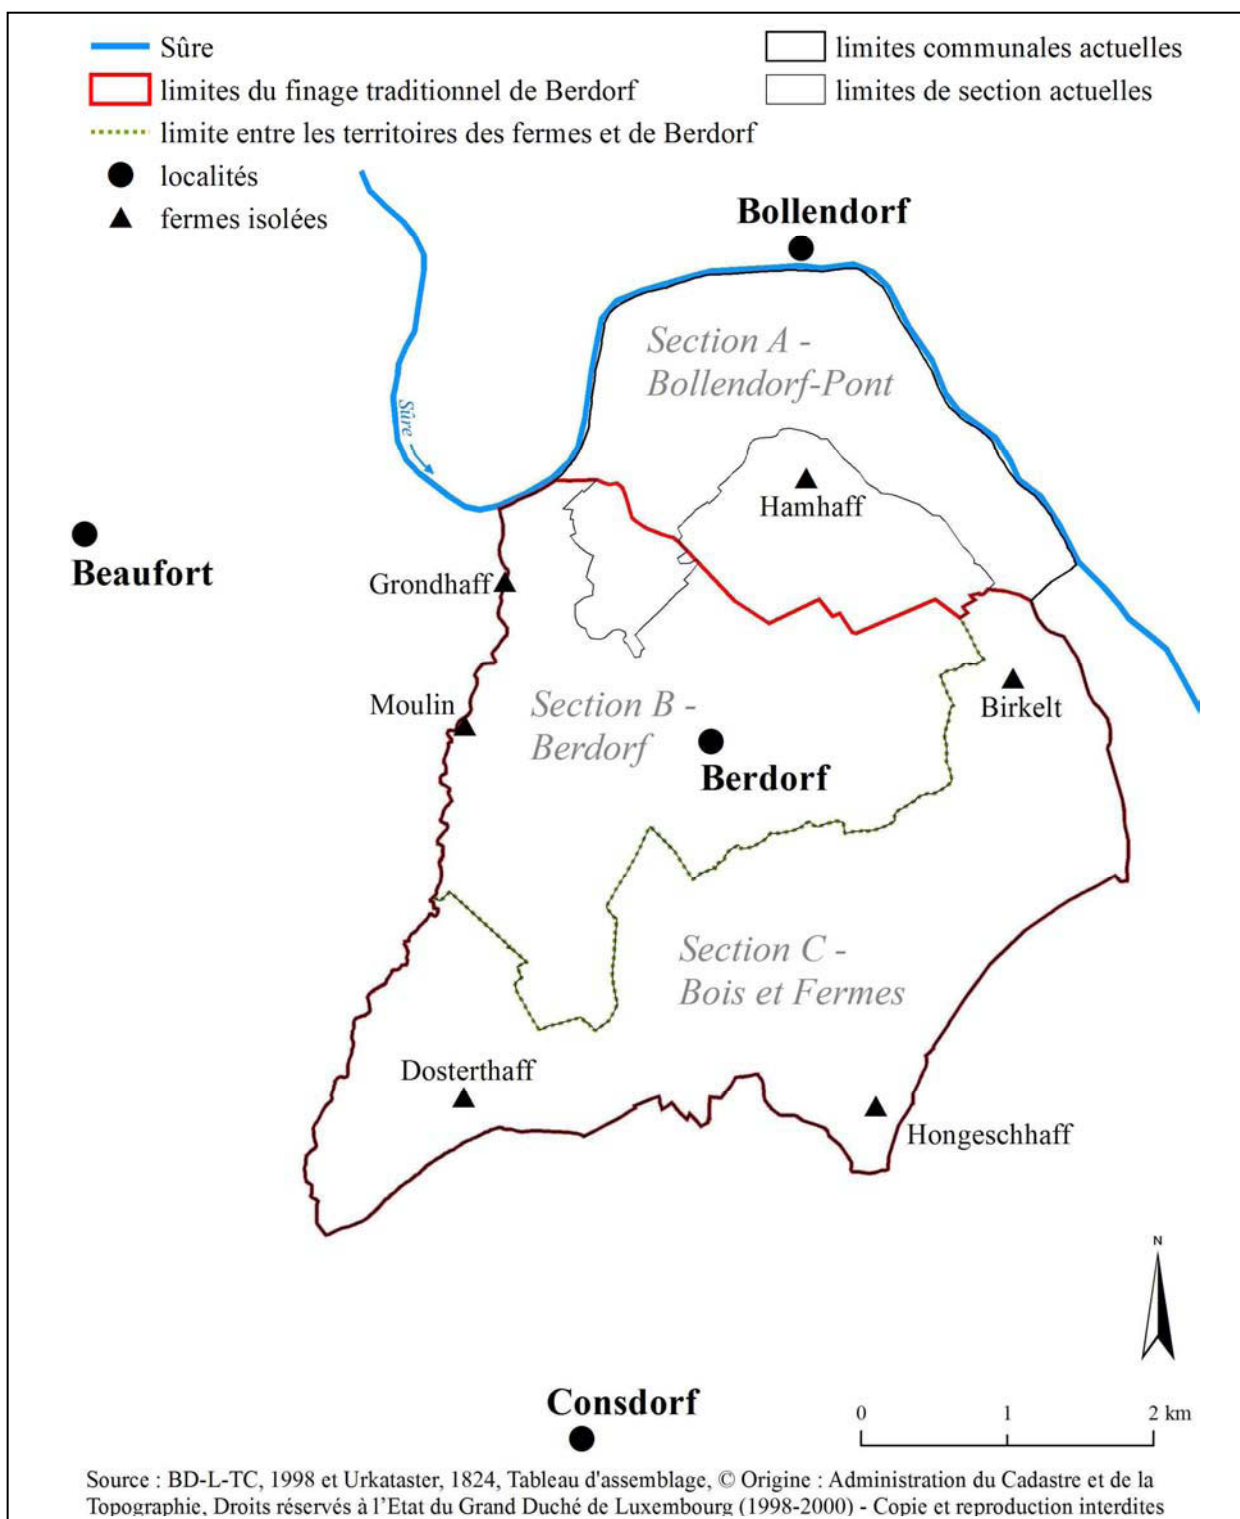 Sûre
limites du finage traditionnel de Berdorf
limite entre les territoires des fermes et de Berdorf
localités
fermes isolées
limites communales actuelles
limites de section actuelles
Bollendorf
Section A -
Bollendorf-Pont
Sûre
Hamhaff
Beaufort
Grondhaff
Moulin
Section B -
Berdorf
Birkelt
Berdorf
Section C -
Bois et Fermes
Dosterthaff
Hongeschhaff
N
Consdorf
0 1 2 km
Source : BD-L-TC, 1998 et Urkataster, 1824, Tableau d'assemblage, © Origine : Administration du Cadastre et de la
Topographie, Droits réservés à l’Etat du Grand Duché de Luxembourg (1998-2000) - Copie et reproduction interdites